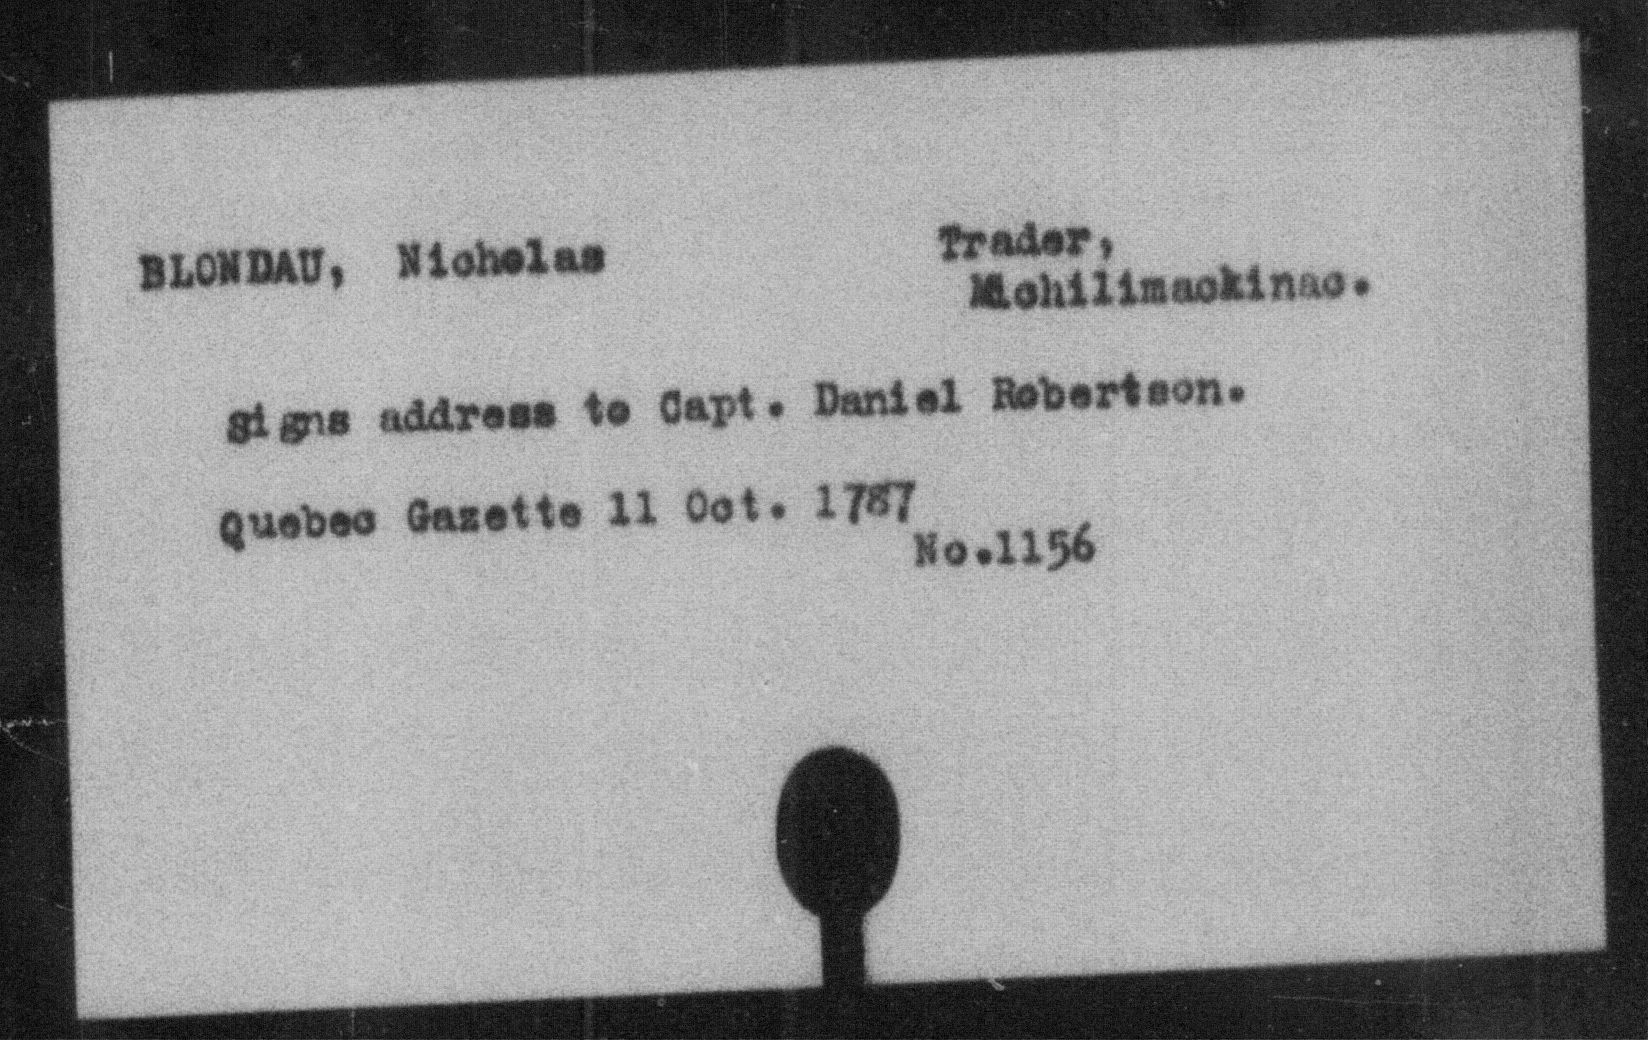 BLONDAU, Nicholas
Trader,
Michilimackinac.
signs address to Capt. Daniel Robertson.
Quebec Gazette 11 Oct. 1787
No.1156